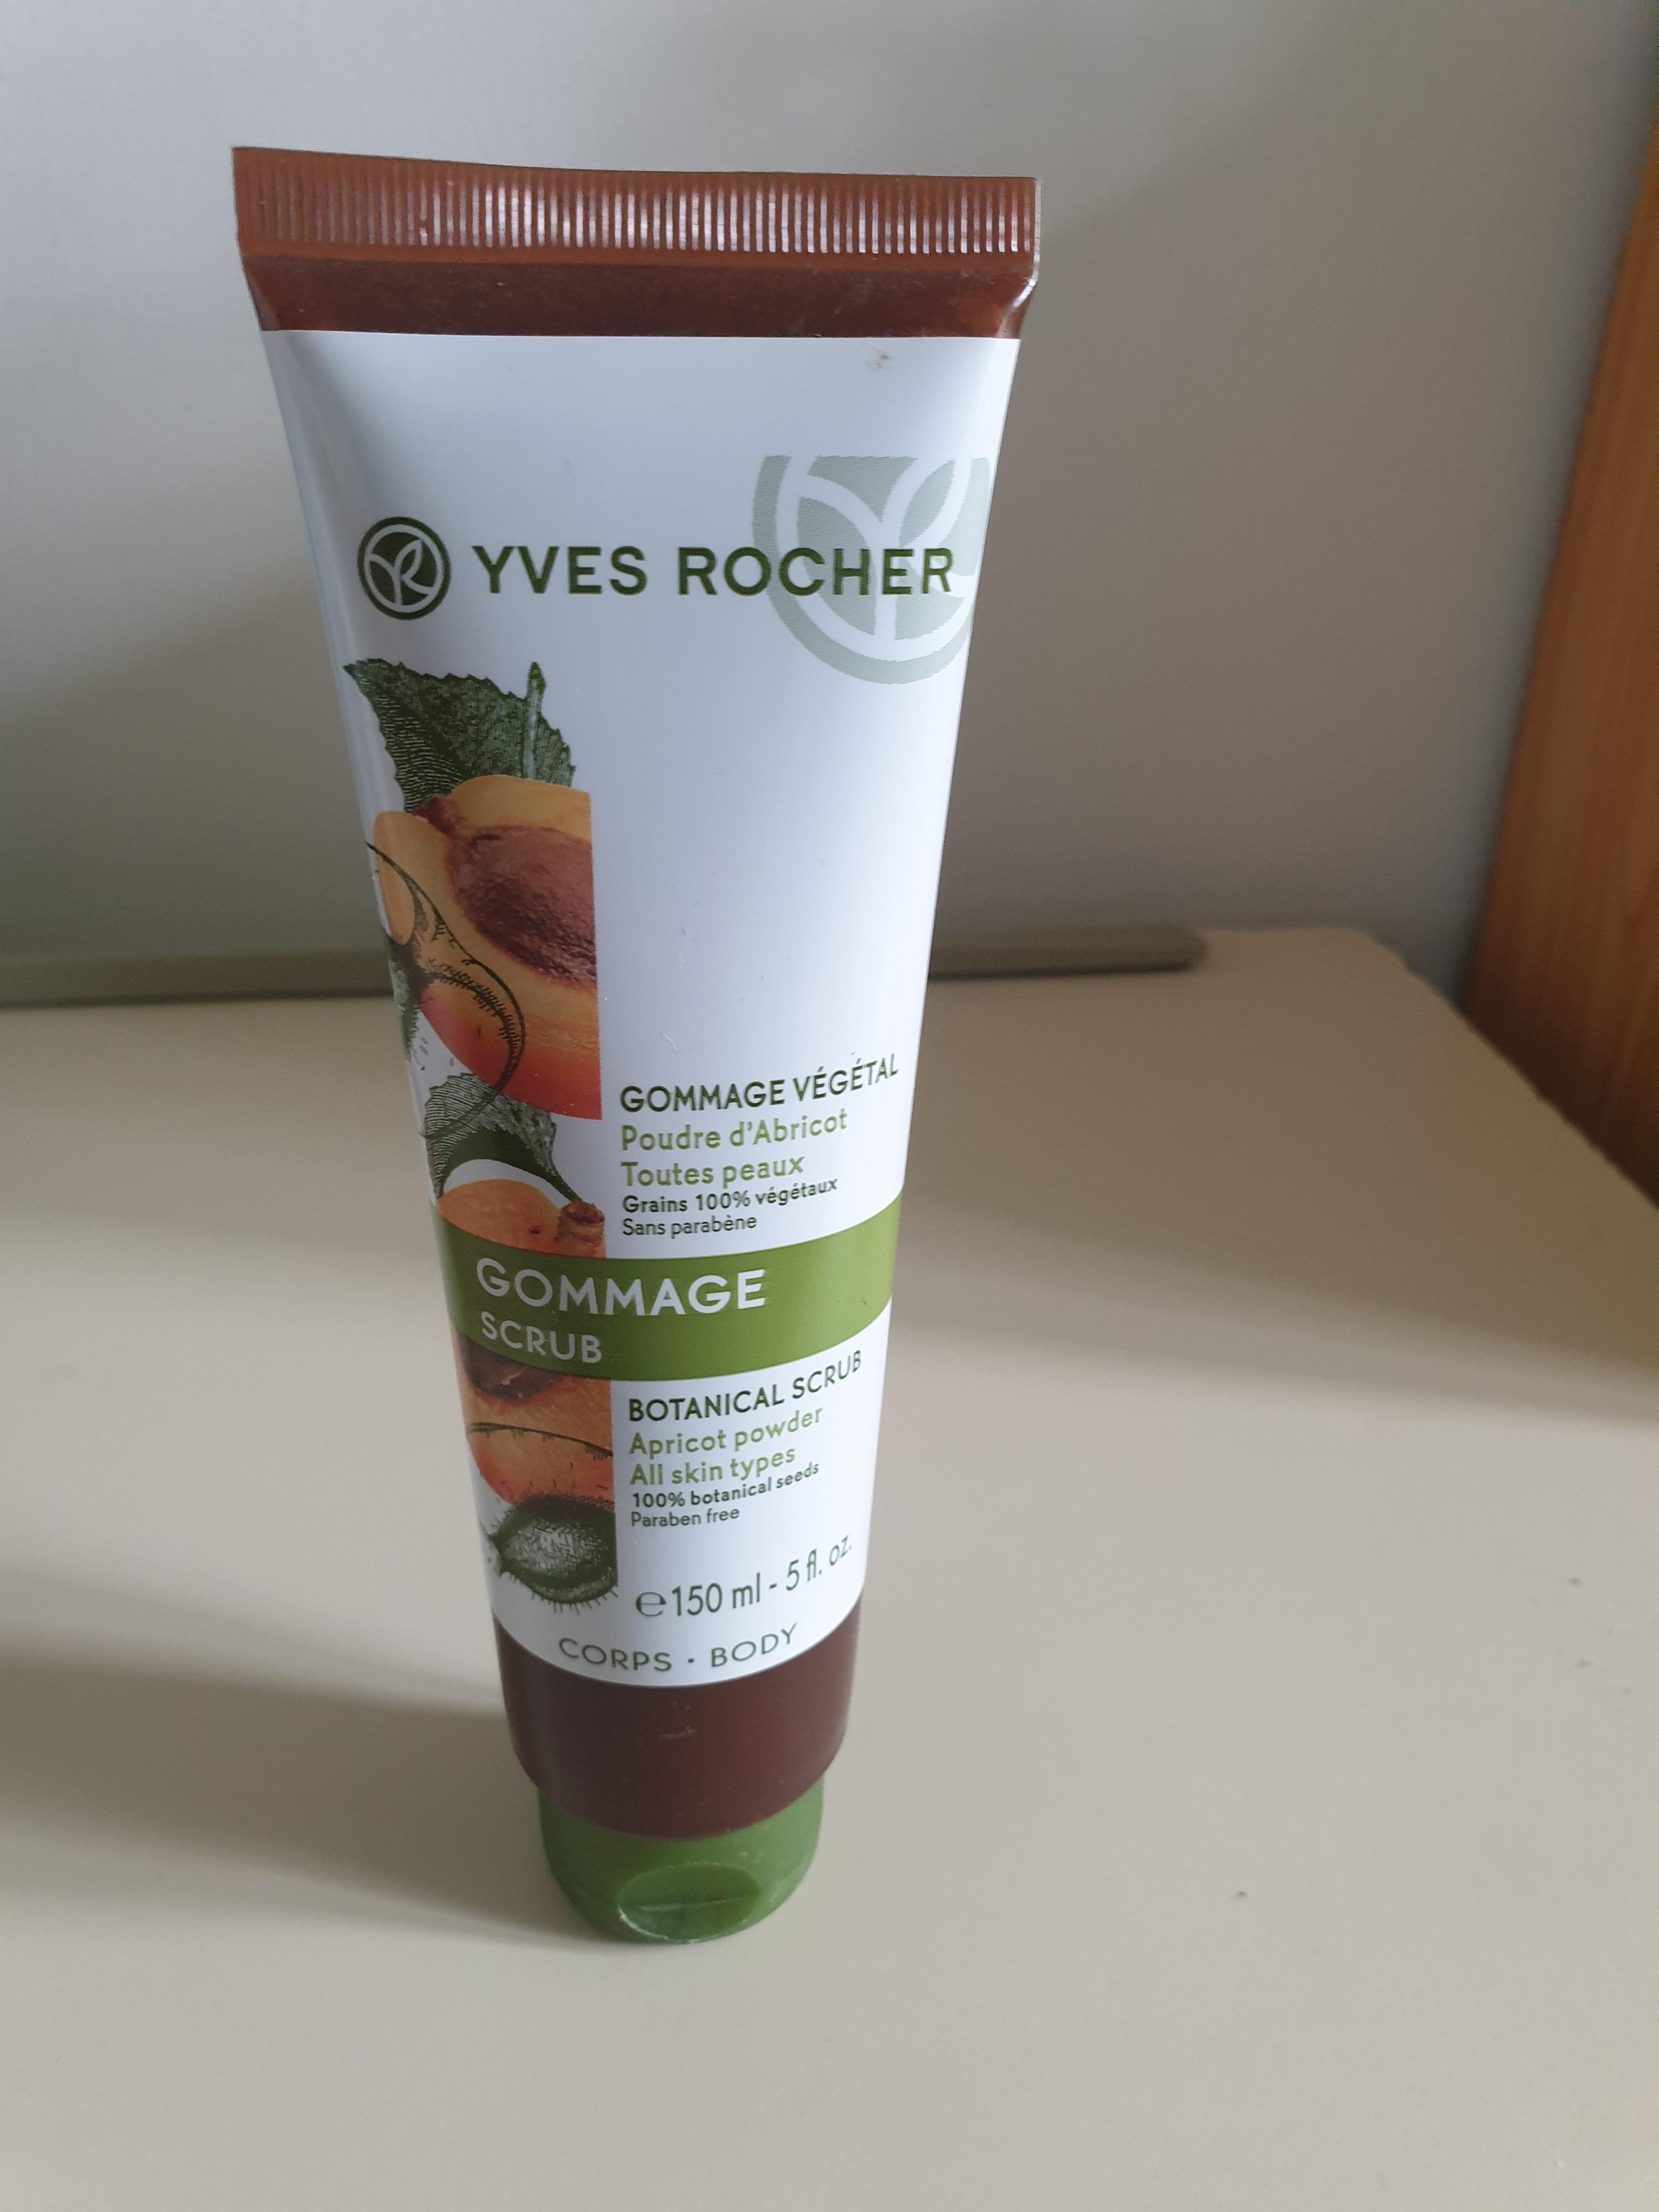 YVES ROCHER
GOMMAGE VÉGÉTAL
Poudre d'Abricot
Toutes peaux
Grains 100% végétaux
Sans parabène
GOMMAGE
SCRUB
BOTANICAL SCRUB
Apricot powder
All skin types
100% botanical seeds
Paraben free
℮150 ml - 5 fl. oz.
CORPS · BODY